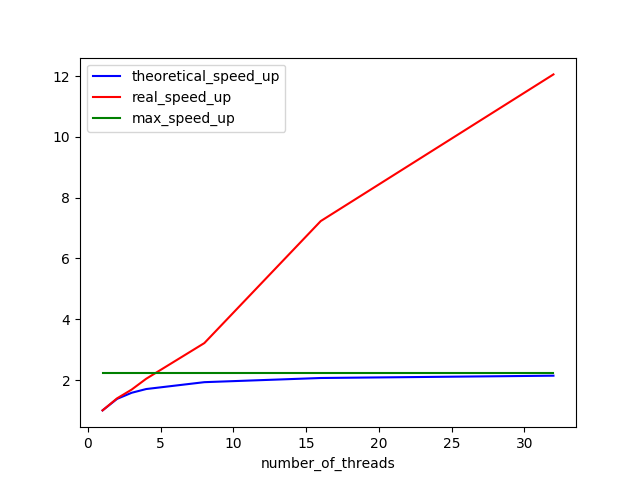 theoretical_speed_up
real_speed_up
max_speed_up
12
10
8
6
4
2
0 5 10 15 20 25 30
number_of_threads